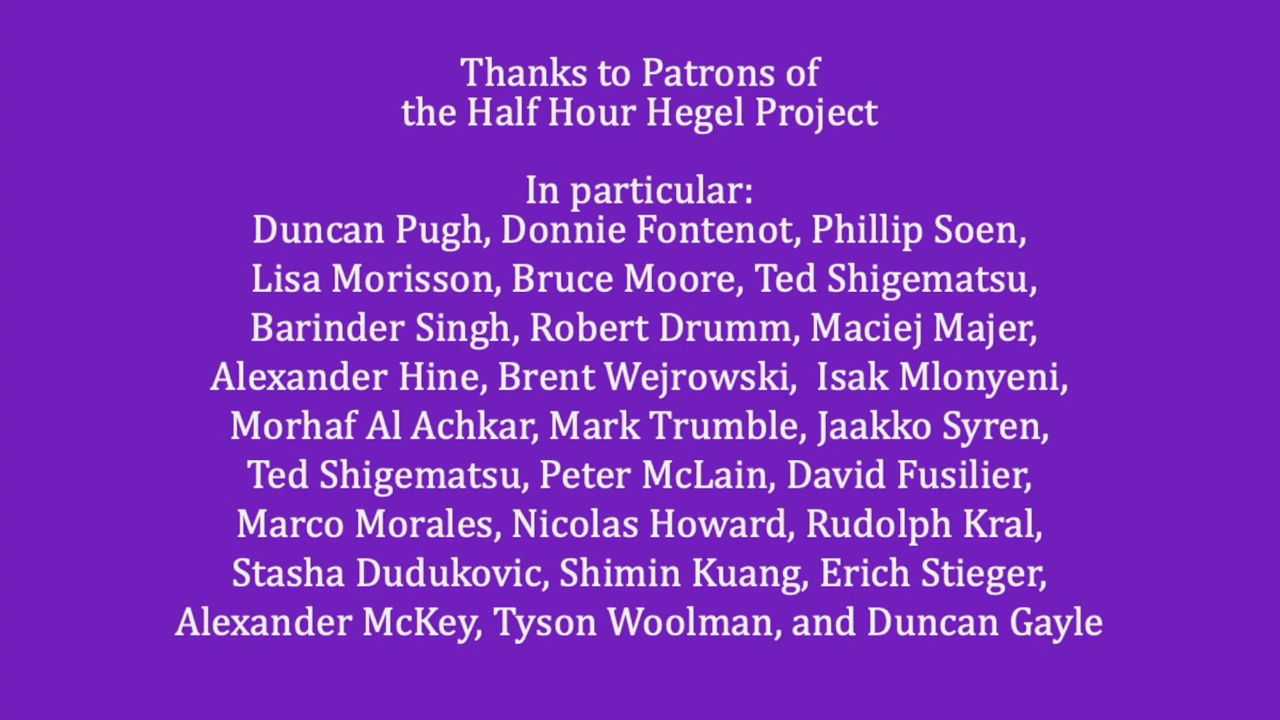 Thanks to Patrons of
the Half Hour Hegel Project
In particular:
Duncan Pugh, Donnie Fontenot, Phillip Soen,
Lisa Morisson, Bruce Moore, Ted Shigematsu,
Barinder Singh, Robert Drumm, Maciej Majer,
Alexander Hine, Brent Wejrowski,  Isak Mlonyeni,
Morhaf Al Achkar, Mark Trumble, Jaakko Syren,
Ted Shigematsu, Peter McLain, David Fusilier,
Marco Morales, Nicolas Howard, Rudolph Kral,
Stasha Dudukovic, Shimin Kuang, Erich Stieger,
Alexander McKey, Tyson Woolman, and Duncan Gayle